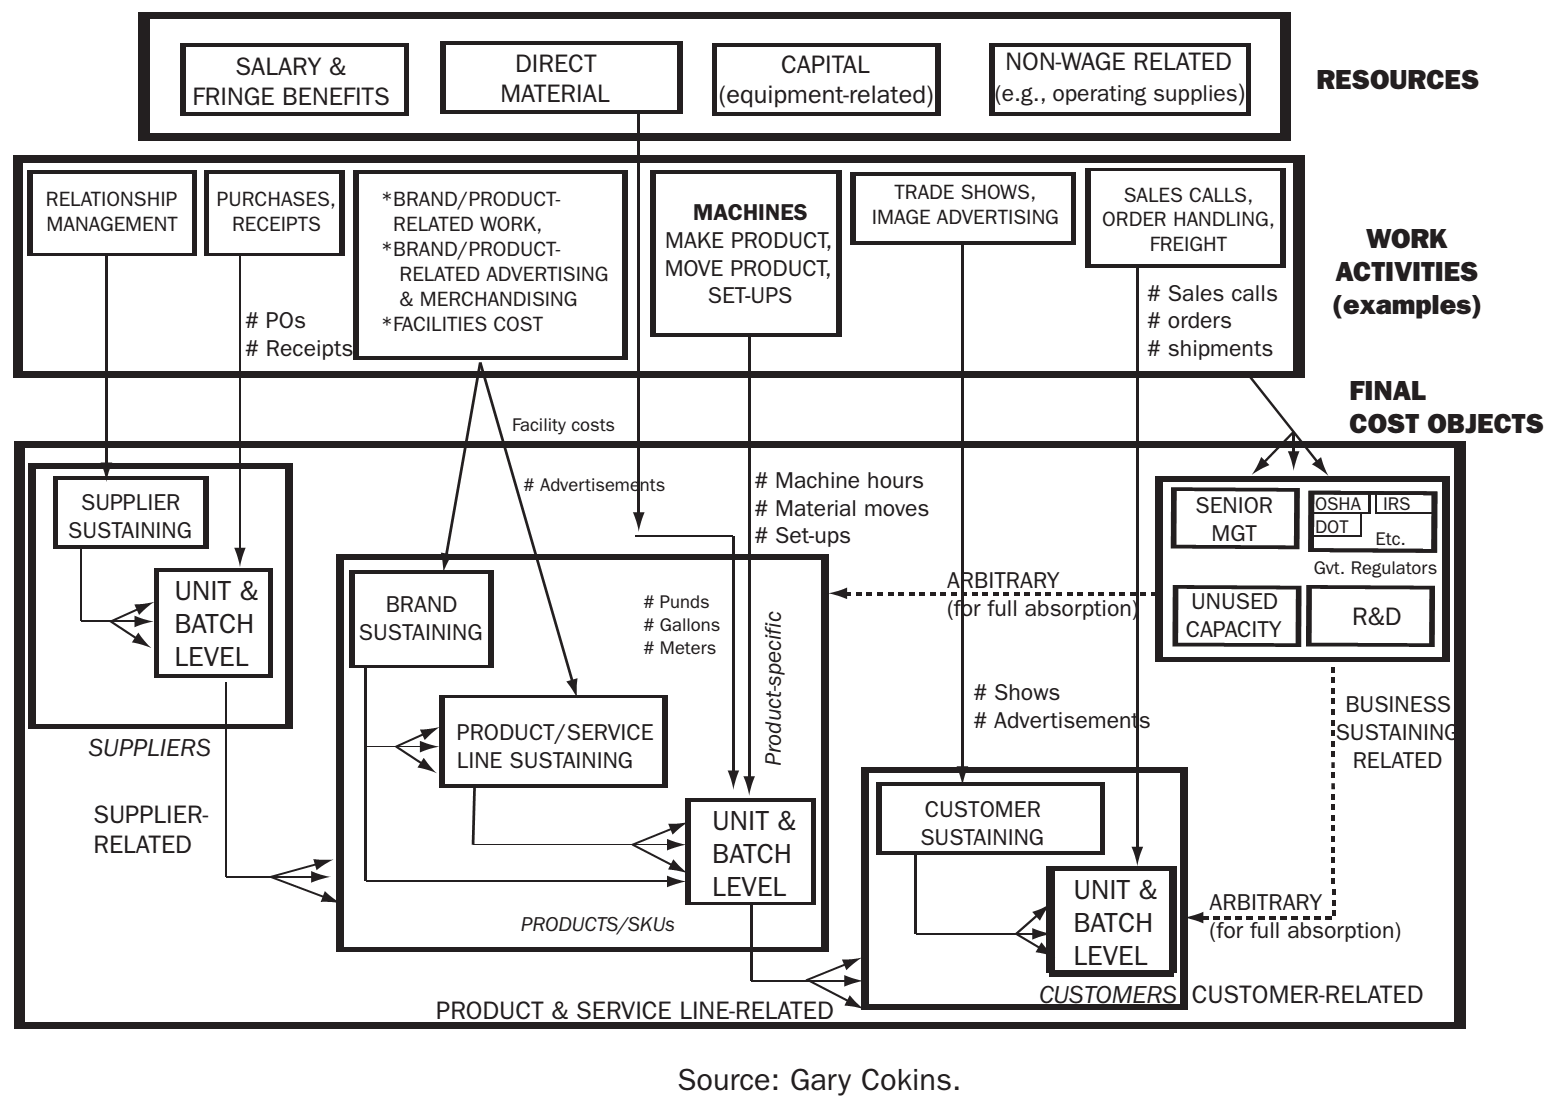 SALARY &
FRINGE BENEFITS
DIRECT
MATERIAL
CAPITAL
(equipment-related)
NON-WAGE RELATED
(e.g., operating supplies)
RESOURCES
RELATIONSHIP
MANAGEMENT
PURCHASES,
RECEIPTS
*BRAND/PRODUCT-
RELATED WORK,
*BRAND/PRODUCT-
RELATED ADVERTISING
& MERCHANDISING
*FACILITIES COST
MACHINES
MAKE PRODUCT,
MOVE PRODUCT,
SET-UPS
TRADE SHOWS,
IMAGE ADVERTISING
SALES CALLS,
ORDER HANDLING,
FREIGHT
WORK
ACTIVITIES
(examples)
# POs
# Receipts
# Sales calls
# orders
# shipments
FINAL
COST OBJECTS
Facility costs
# Advertisements
# Machine hours
# Material moves
# Set-ups
SUPPLIER
SUSTAINING
UNIT &
BATCH
LEVEL
SUPPLIERS
SUPPLIER-
RELATED
BRAND
SUSTAINING
# Punds
# Gallons
# Meters
Product-specific
PRODUCT/SERVICE
LINE SUSTAINING
UNIT &
BATCH
LEVEL
PRODUCTS/SKUs
PRODUCT & SERVICE LINE-RELATED
ARBITRARY
(for full absorption)
SENIOR
MGT
OSHA
IRS
DOT
Etc.
Gvt. Regulators
UNUSED
CAPACITY
R&D
BUSINESS
SUSTAINING
RELATED
# Shows
# Advertisements
CUSTOMER
SUSTAINING
UNIT &
BATCH
LEVEL
CUSTOMERS
ARBITRARY
(for full absorption)
CUSTOMER-RELATED
Source: Gary Cokins.